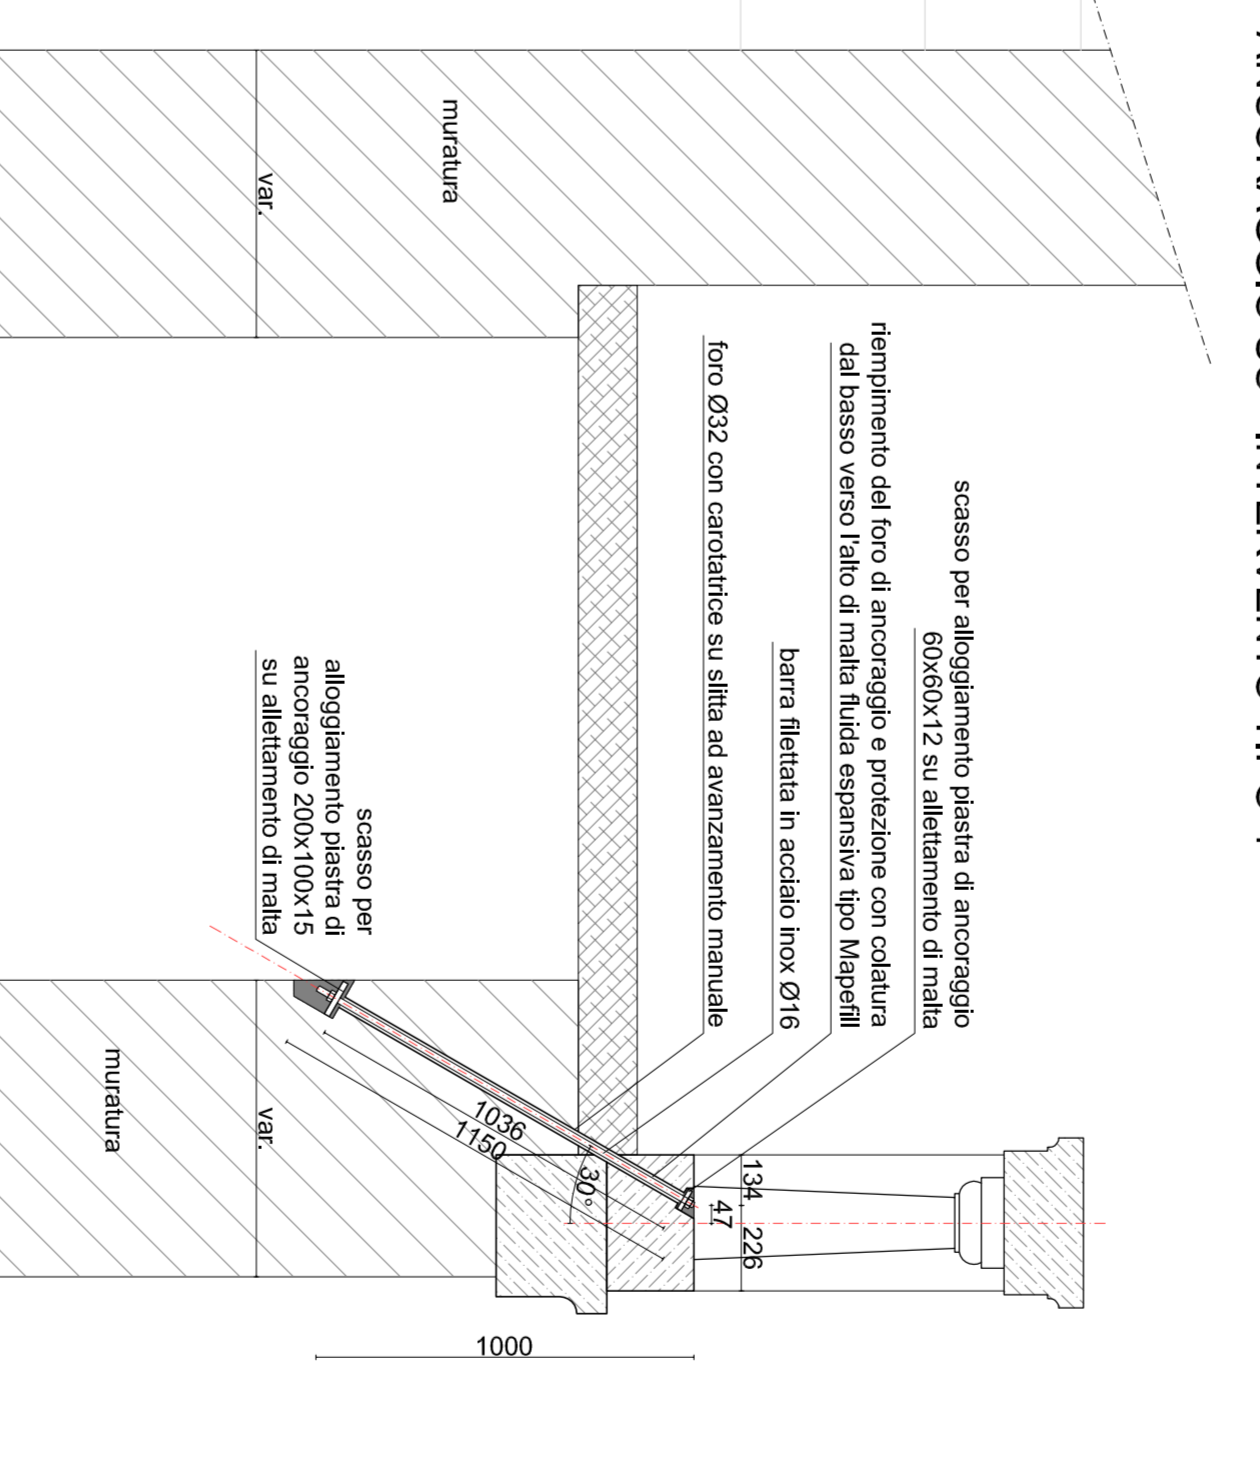 scasso per alloggiamento piastra di ancoraggio
60x60x12 su allettamento di malta
riempimento del foro di ancoraggio e protezione con colatura
dal basso verso l'alto di malta fluida espansiva tipo Mapefill
barra filettata in acciaio inox Ø16
foro Ø32 con carotatrice su slitta ad avanzamento manuale
muratura
var.
scasso per
alloggiamento piastra di
ancoraggio 200x100x15
su allettamento di malta
134
226
47
30°
1036
1150
muratura
var.
1000